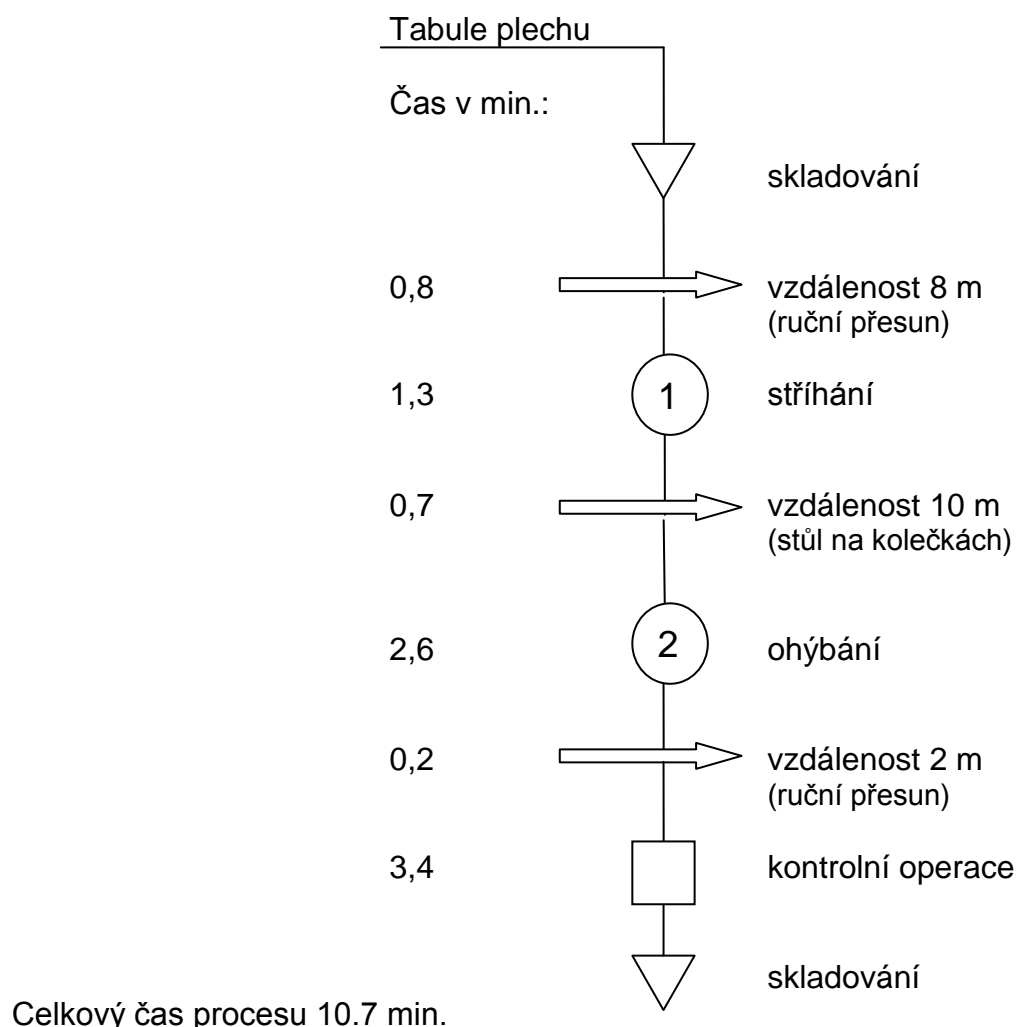 Tabule plechu
Čas v min.:
skladování
0,8 vzdálenost 8 m
(ruční přesun)
1,3 1 stříhání
0,7 vzdálenost 10 m
(stůl na kolečkách)
2,6 2 ohýbání
0,2 vzdálenost 2 m
(ruční přesun)
3,4 kontrolní operace
skladování
Celkový čas procesu 10.7 min.